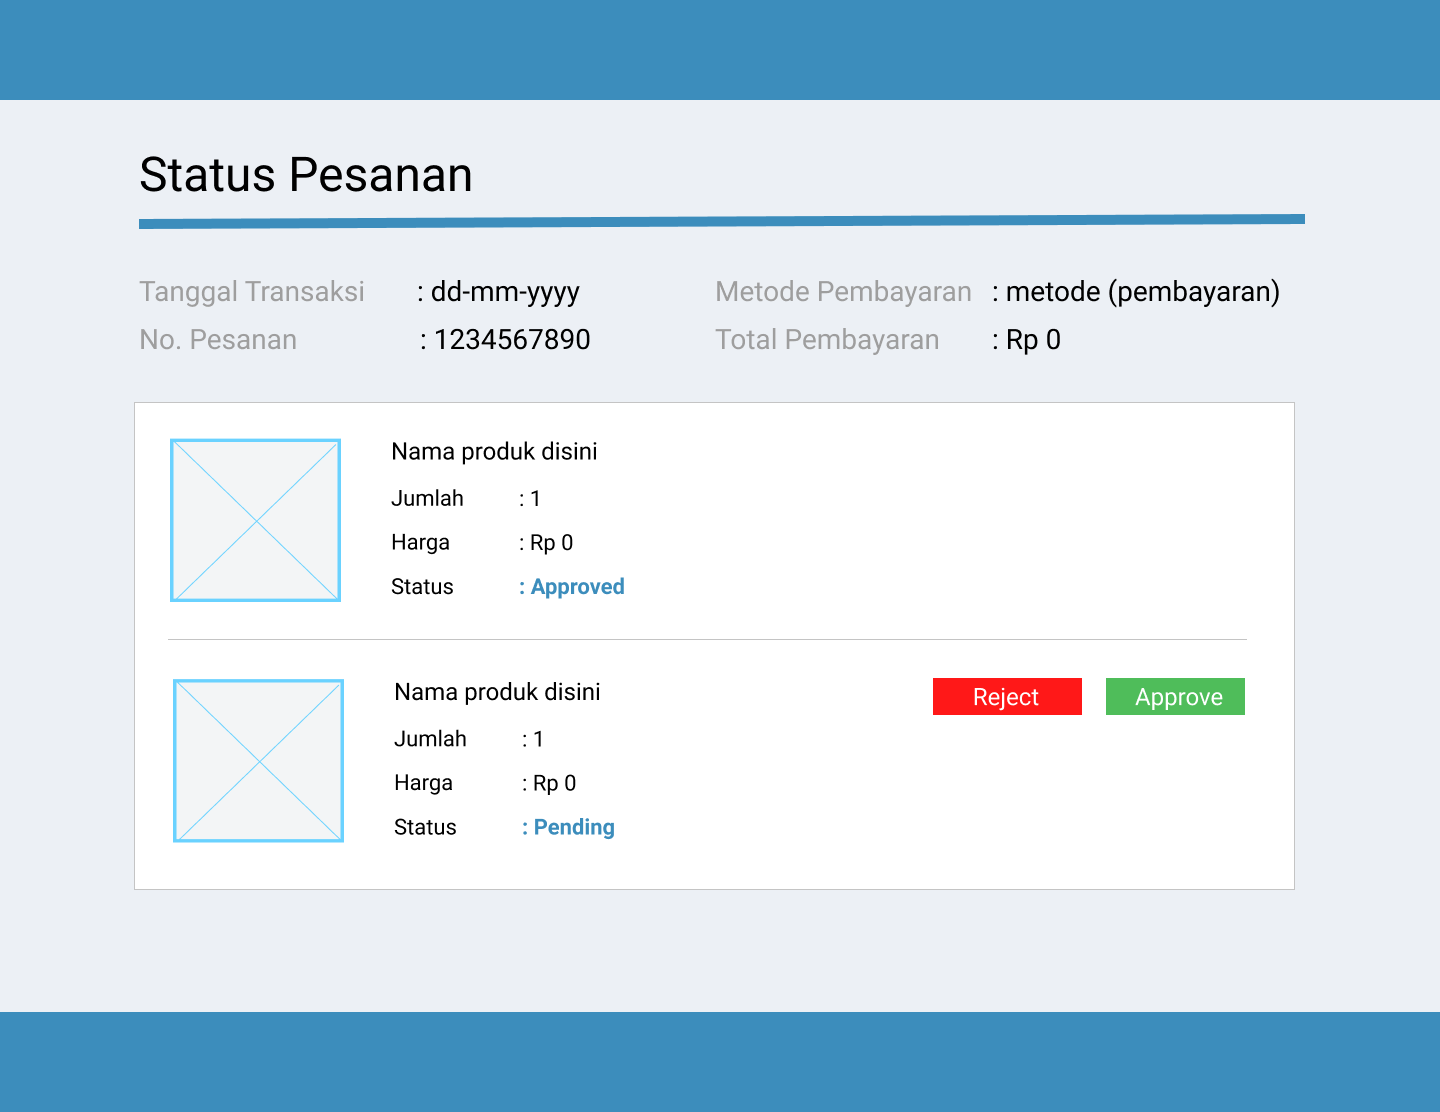 Status Pesanan
Tanggal Transaksi : dd-mm-yyyy Metode Pembayaran : metode (pembayaran)
No. Pesanan : 1234567890 Total Pembayaran : Rp 0
Nama produk disini
Jumlah : 1
Harga : Rp 0
Status : Approved
Nama produk disini Reject Approve
Jumlah : 1
Harga : Rp 0
Status : Pending